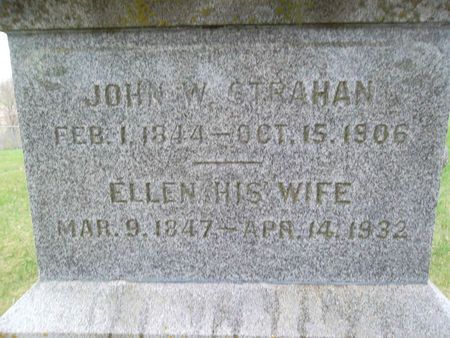 JOHN W. STRAHAN
FEB. 1. 1844 — OCT. 15. 1906
ELLEN HIS WIFE
MAR. 9. 1847 — APR. 14. 1932